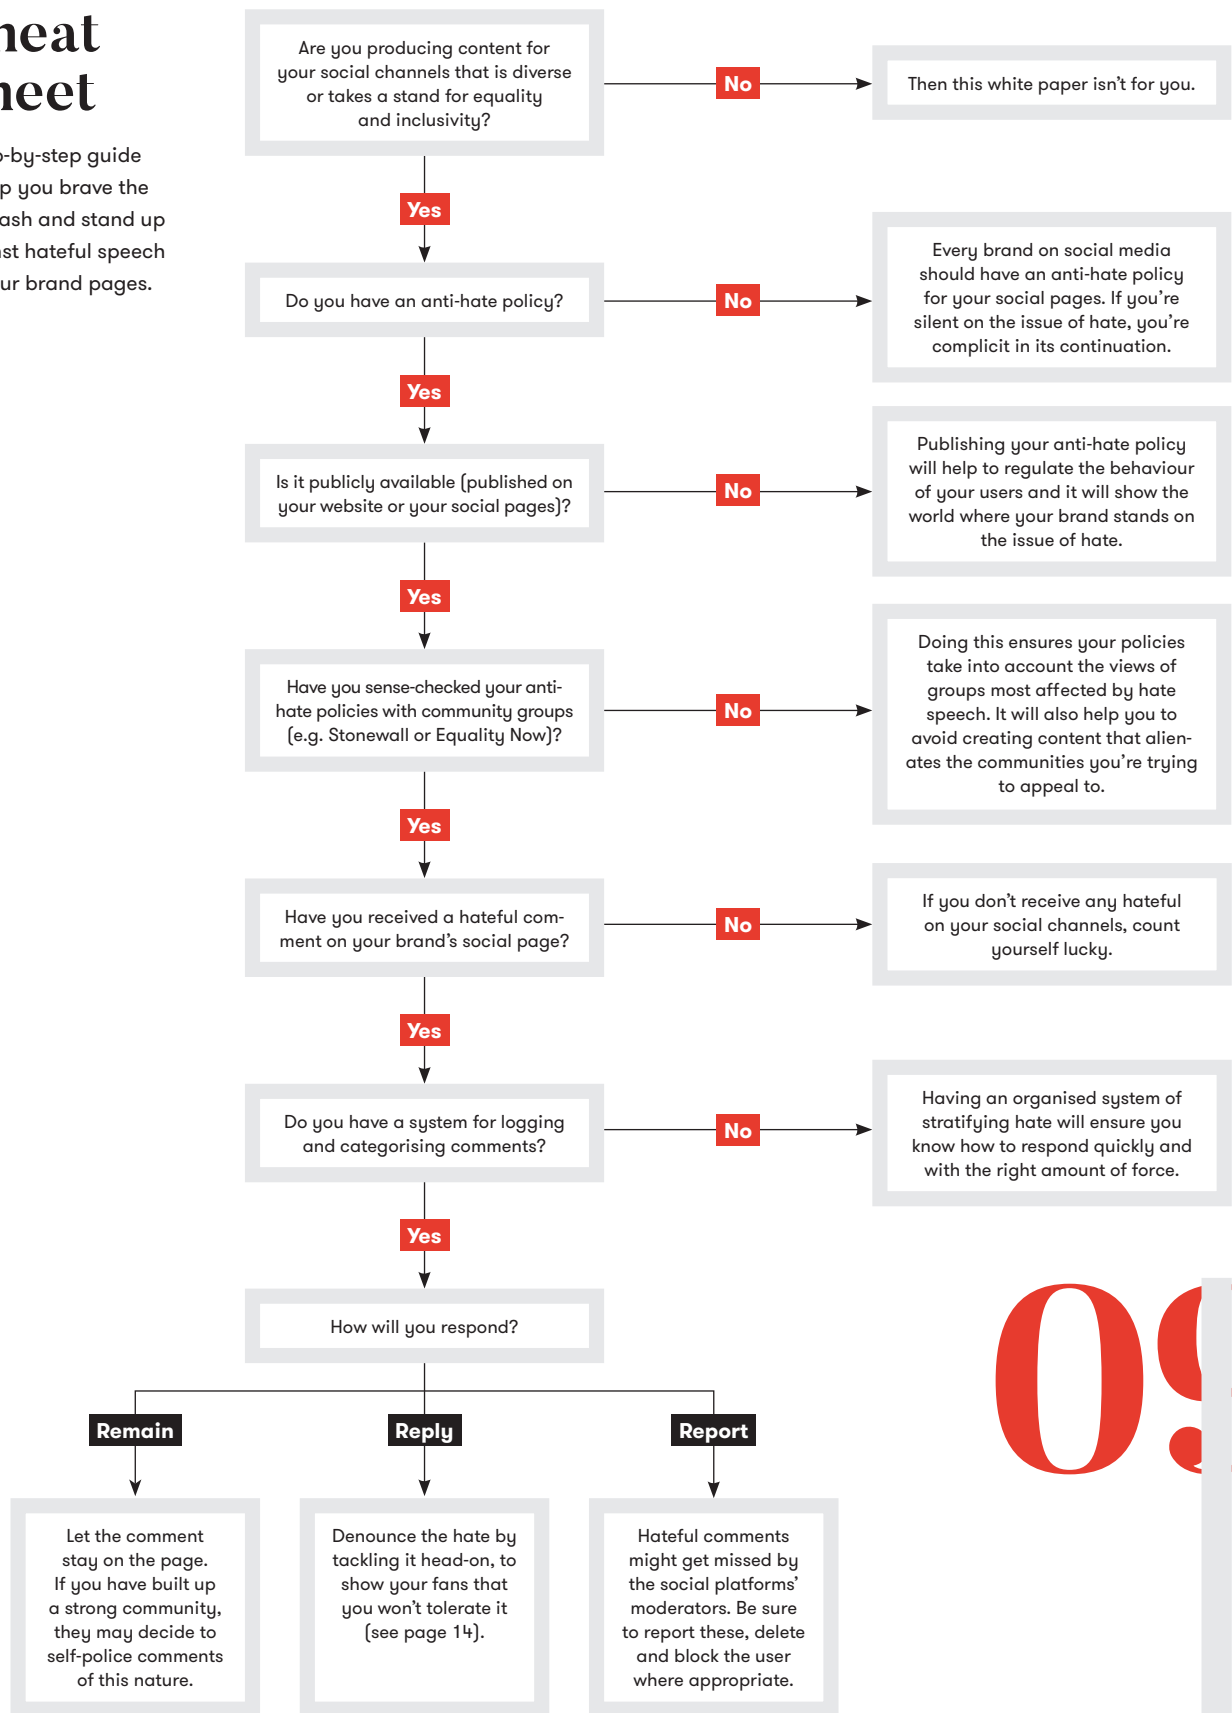 heat
heet
p-by-step guide
p you brave the
ash and stand up
st hateful speech
ur brand pages.
Are you producing content for
your social channels that is diverse
or takes a stand for equality
and inclusivity?
No
Then this white paper isn't for you.
Yes
Do you have an anti-hate policy?
No
Every brand on social media
should have an anti-hate policy
for your social pages. If you're
silent on the issue of hate, you're
complicit in its continuation.
Yes
Is it publicly available (published on
your website or your social pages)?
No
Publishing your anti-hate policy
will help to regulate the behaviour
of your users and it will show the
world where your brand stands on
the issue of hate.
Yes
Have you sense-checked your anti-
hate policies with community groups
(e.g. Stonewall or Equality Now)?
No
Doing this ensures your policies
take into account the views of
groups most affected by hate
speech. It will also help you to
avoid creating content that alien-
ates the communities you're trying
to appeal to.
Yes
Have you received a hateful com-
ment on your brand's social page?
No
If you don't receive any hateful
on your social channels, count
yourself lucky.
Yes
Do you have a system for logging
and categorising comments?
No
Having an organised system of
stratifying hate will ensure you
know how to respond quickly and
with the right amount of force.
Yes
How will you respond?
09
Remain
Reply
Report
Let the comment
stay on the page.
If you have built up
a strong community,
they may decide to
self-police comments
of this nature.
Denounce the hate by
tackling it head-on, to
show your fans that
you won't tolerate it
(see page 14).
Hateful comments
might get missed by
the social platforms'
moderators. Be sure
to report these, delete
and block the user
where appropriate.